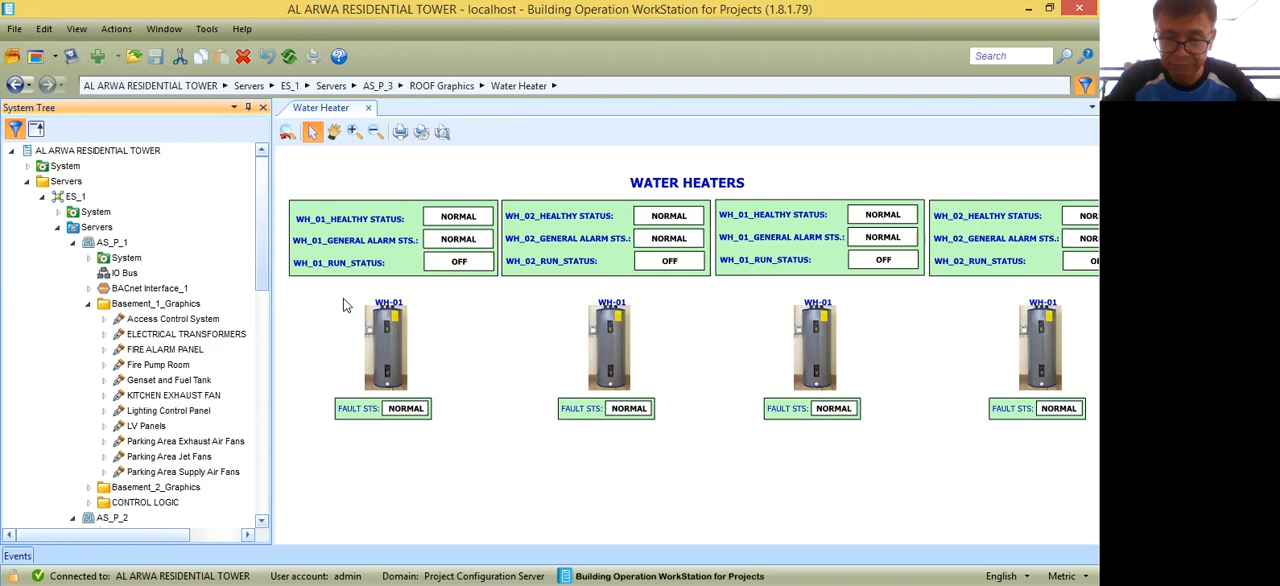 AL ARWA RESIDENTIAL TOWER - localhost - Building Operation WorkStation for Projects (1.8.1.79)
File Edit View Actions Window Tools Help
Search
AL ARWA RESIDENTIAL TOWER Servers ES_1 Servers AS_P_3 ROOF Graphics Water Heater
System Tree
Water Heater
AL ARWA RESIDENTIAL TOWER
System
Servers
ES_1
System
Servers
AS_P_1
System
IO Bus
BACnet Interface_1
Basement_1_Graphics
Access Control System
ELECTRICAL TRANSFORMERS
FIRE ALARM PANEL
Fire Pump Room
Genset and Fuel Tank
KITCHEN EXHAUST FAN
Lighting Control Panel
LV Panels
Parking Area Exhaust Air Fans
Parking Area Jet Fans
Parking Area Supply Air Fans
Basement_2_Graphics
CONTROL LOGIC
AS_P_2
WATER HEATERS
WH_01_HEALTHY STATUS: NORMAL
WH_01_GENERAL ALARM STS.: NORMAL
WH_01_RUN_STATUS: OFF
WH_02_HEALTHY STATUS: NORMAL
WH_02_GENERAL ALARM STS.: NORMAL
WH_02_RUN_STATUS: OFF
WH_01_HEALTHY STATUS: NORMAL
WH_01_GENERAL ALARM STS.: NORMAL
WH_01_RUN_STATUS: OFF
WH_02_HEALTHY STATUS: NOR
WH_02_GENERAL ALARM STS.: NOR
WH_02_RUN_STATUS: O
WH-01 WH-01 WH-01 WH-01
FAULT STS: NORMAL FAULT STS: NORMAL FAULT STS: NORMAL FAULT STS: NORMAL
Events
Connected to: AL ARWA RESIDENTIAL TOWER User account: admin Domain: Project Configuration Server Building Operation WorkStation for Projects English Metric